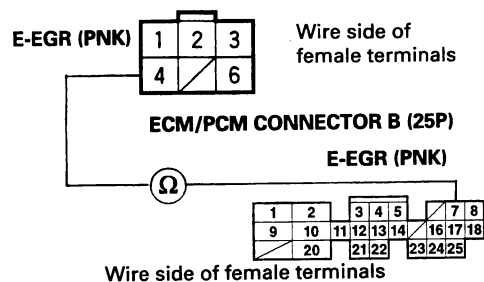 E-EGR (PNK)
1 2 3
4 6
Wire side of
female terminals
ECM/PCM CONNECTOR B (25P)
E-EGR (PNK)
Ω
1 2 3 4 5 7 8
9 10 11 12 13 14 16 17 18
20 21 22 23 24 25
Wire side of female terminals